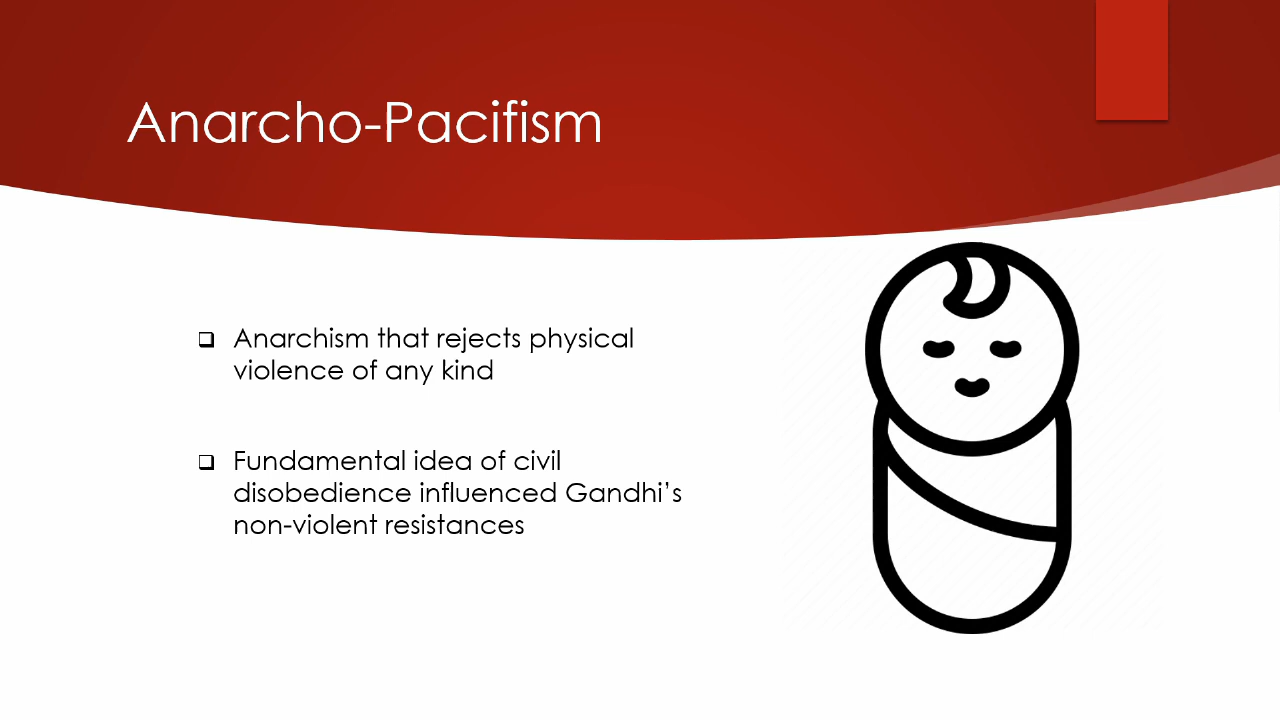 Anarcho-Pacifism
Anarchism that rejects physical
violence of any kind
Fundamental idea of civil
disobedience influenced Gandhi’s
non-violent resistances